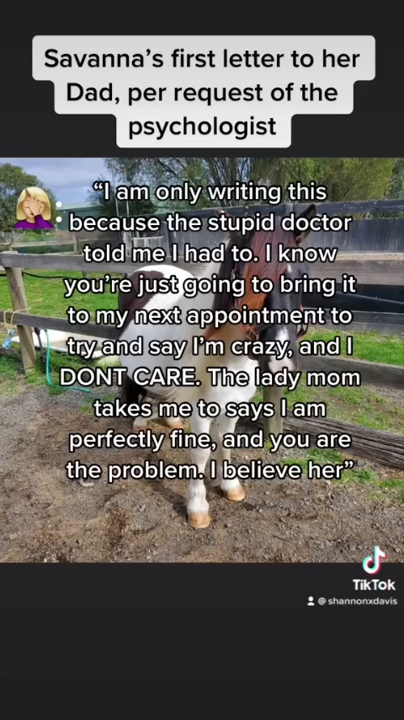 Savanna’s first letter to her
Dad, per request of the
psychologist
“I am only writing this
because the stupid doctor
told me I had to. I know
you’re just going to bring it
to my next appointment to
try and say I’m crazy, and I
DONT CARE. The lady mom
takes me to says I am
perfectly fine, and you are
the problem. I believe her”
TikTok
@ shannonxdavis